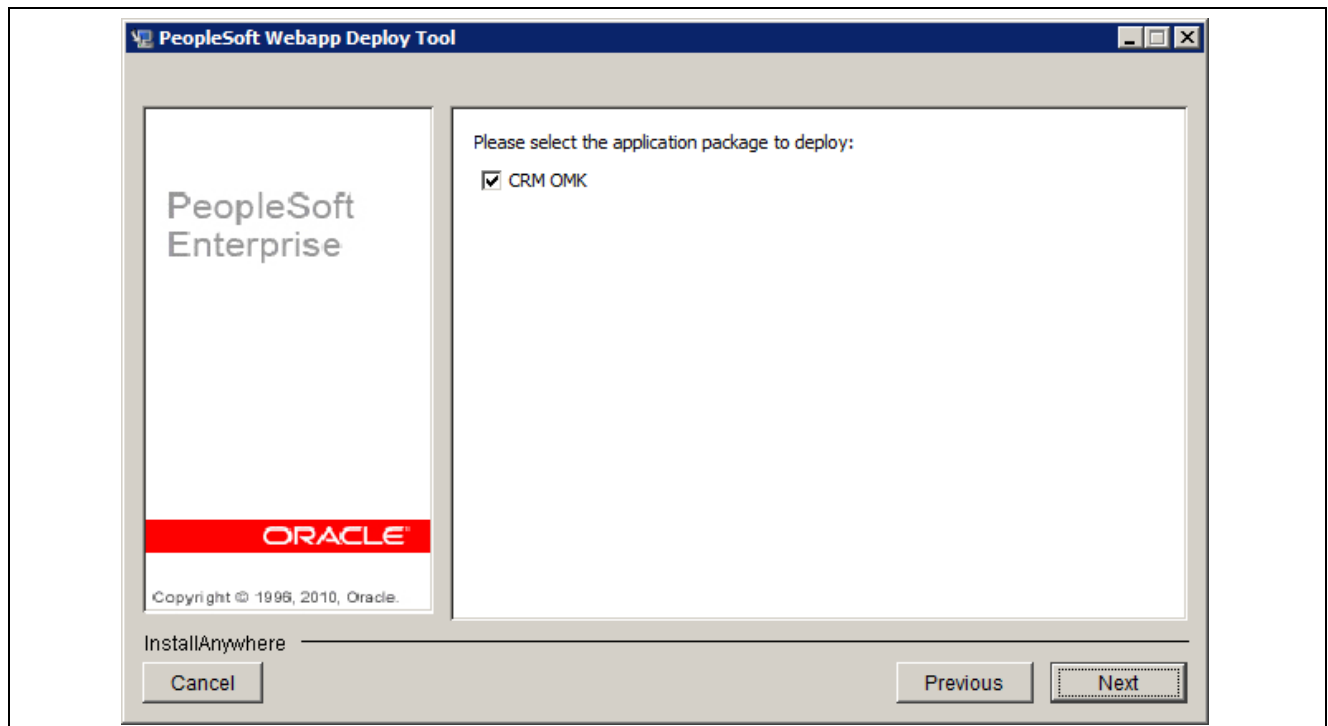 PeopleSoft Webapp Deploy Tool
Please select the application package to deploy:
CRM OMK
PeopleSoft
Enterprise
ORACLE
Copyright © 1996, 2010, Oracle.
InstallAnywhere
Cancel
Previous
Next